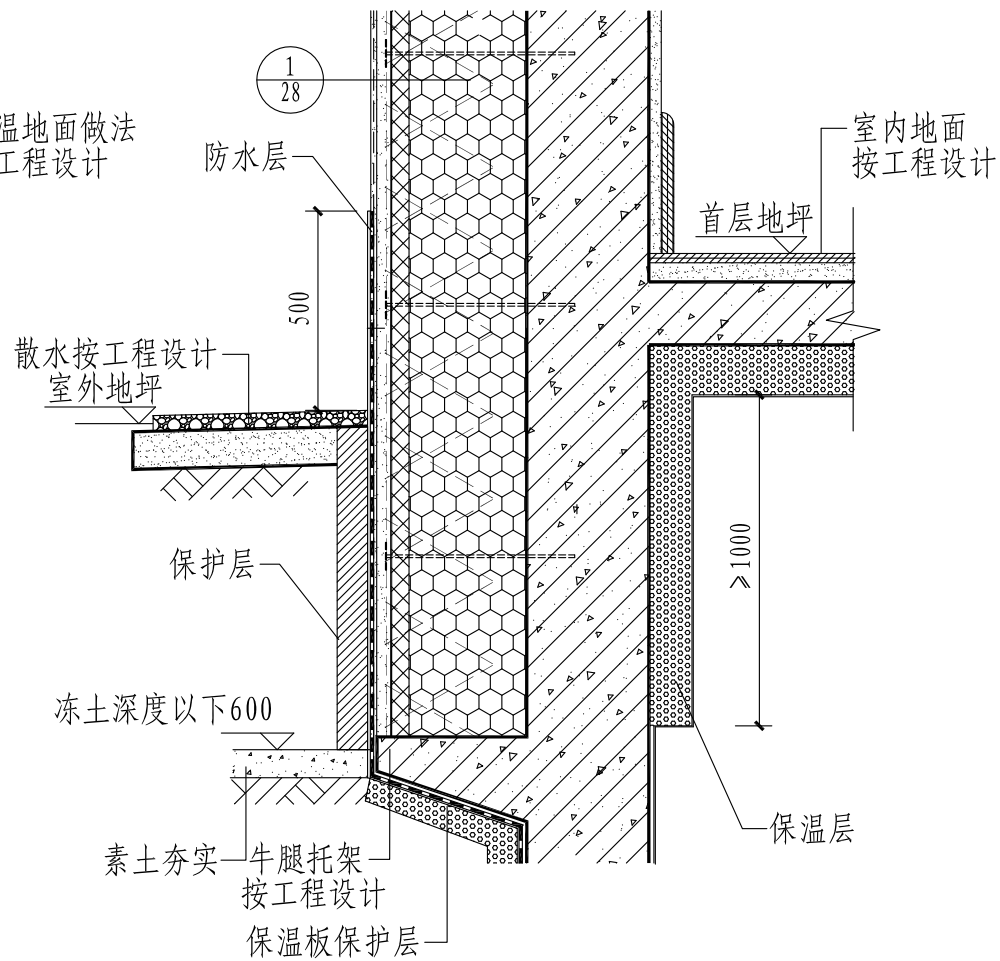 1
28
温地面做法
工程设计
防水层
室内地面
按工程设计
首层地坪
500
散水按工程设计
室外地坪
≥1000
保护层
冻土深度以下600
保温层
素土夯实
牛腿托架
按工程设计
保温板保护层